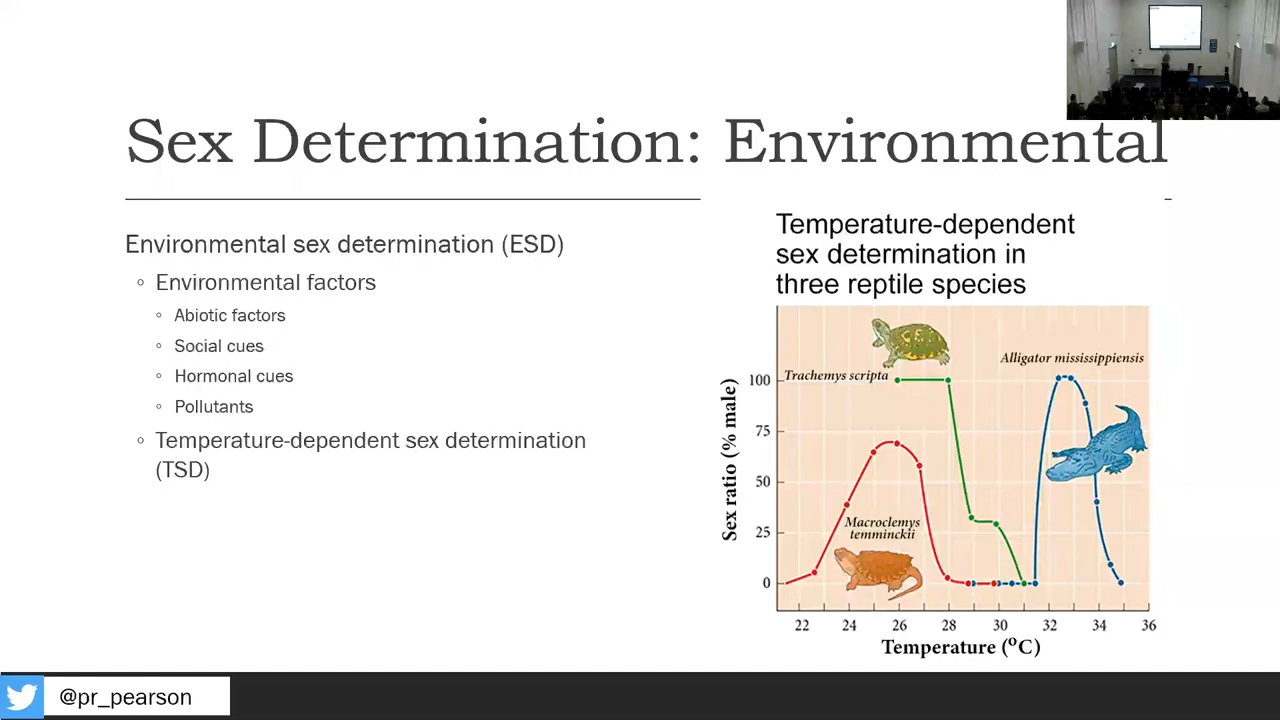 Sex Determination: Environmental
Environmental sex determination (ESD)
◦ Environmental factors
◦ Abiotic factors
◦ Social cues
◦ Hormonal cues
◦ Pollutants
◦ Temperature-dependent sex determination
(TSD)
Temperature-dependent
sex determination in
three reptile species
Alligator mississippiensis
Trachemys scripta
Macroclemys
temminckii
Sex ratio (% male)
100
75
50
25
0
22 24 26 28 30 32 34 36
Temperature (ºC)
@pr_pearson